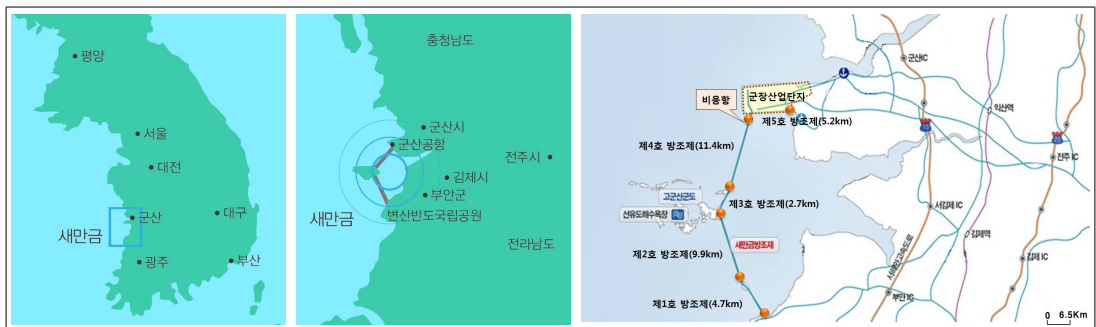 평양
서울
대전
군산
대구
새만금
광주
부산
충청남도
군산시
군산공항
전주시
김제시
부안군
새만금
변산반도국립공원
전라남도
군산IC
비응항
군장산업단지
익산역
제5호 방조제(5.2km)
제4호 방조제(11.4km)
전주 IC
고군산군도
제3호 방조제(2.7km)
선유도해수욕장
서김제 IC
새만금방조제
김제역
제2호 방조제(9.9km)
서해안고속도로
김제 IC
부안 IC
제1호 방조제(4.7km)
0 6.5Km